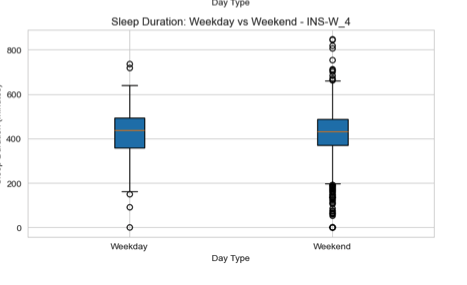 Day Type
Sleep Duration: Weekday vs Weekend - INS-W_4
800
600
400
200
0
Weekday
Weekend
Day Type